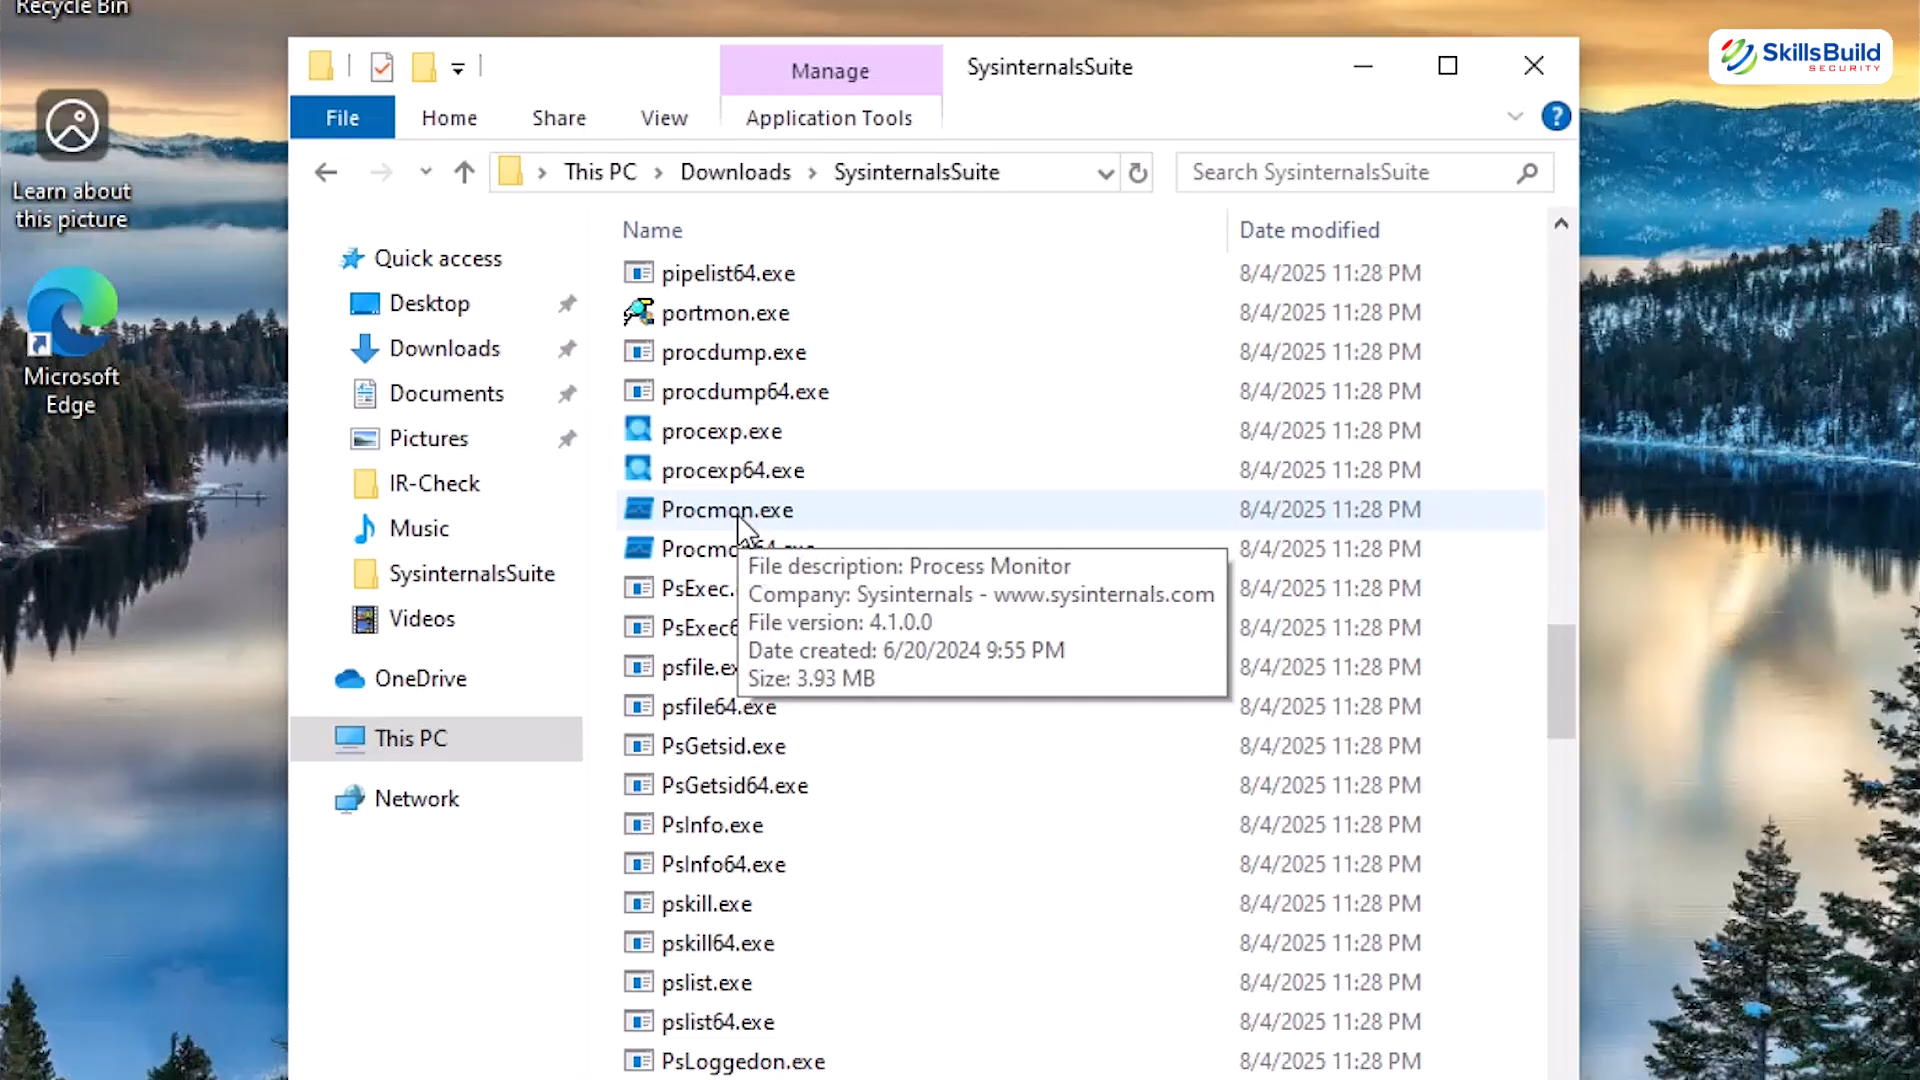 Recycle Bin
SkillsBuild
SECURITY
Manage
SysinternalsSuite
File
Home
Share
View
Application Tools
?
This PC
Downloads
SysinternalsSuite
Search SysinternalsSuite
Learn about
this picture
Microsoft
Edge
Quick access
Desktop
Downloads
Documents
Pictures
IR-Check
Music
SysinternalsSuite
Videos
OneDrive
This PC
Network
Name Date modified
pipelist64.exe 8/4/2025 11:28 PM
portmon.exe 8/4/2025 11:28 PM
procdump.exe 8/4/2025 11:28 PM
procdump64.exe 8/4/2025 11:28 PM
procexp.exe 8/4/2025 11:28 PM
procexp64.exe 8/4/2025 11:28 PM
Procmon.exe 8/4/2025 11:28 PM
8/4/2025 11:28 PM
File description: Process Monitor
Company: Sysinternals - www.sysinternals.com
File version: 4.1.0.0
Date created: 6/20/2024 9:55 PM
Size: 3.93 MB
PsExec. 8/4/2025 11:28 PM
8/4/2025 11:28 PM
psfile.ex 8/4/2025 11:28 PM
psfile64.exe 8/4/2025 11:28 PM
PsGetsid.exe 8/4/2025 11:28 PM
PsGetsid64.exe 8/4/2025 11:28 PM
PsInfo.exe 8/4/2025 11:28 PM
PsInfo64.exe 8/4/2025 11:28 PM
pskill.exe 8/4/2025 11:28 PM
pskill64.exe 8/4/2025 11:28 PM
pslist.exe 8/4/2025 11:28 PM
pslist64.exe 8/4/2025 11:28 PM
PsLoggedon.exe 8/4/2025 11:28 PM